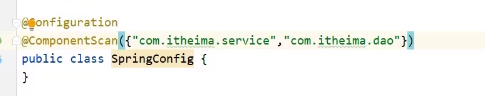 @Configuration
@ComponentScan({"com.itheima.service","com.itheima.dao"})
public class SpringConfig {
}